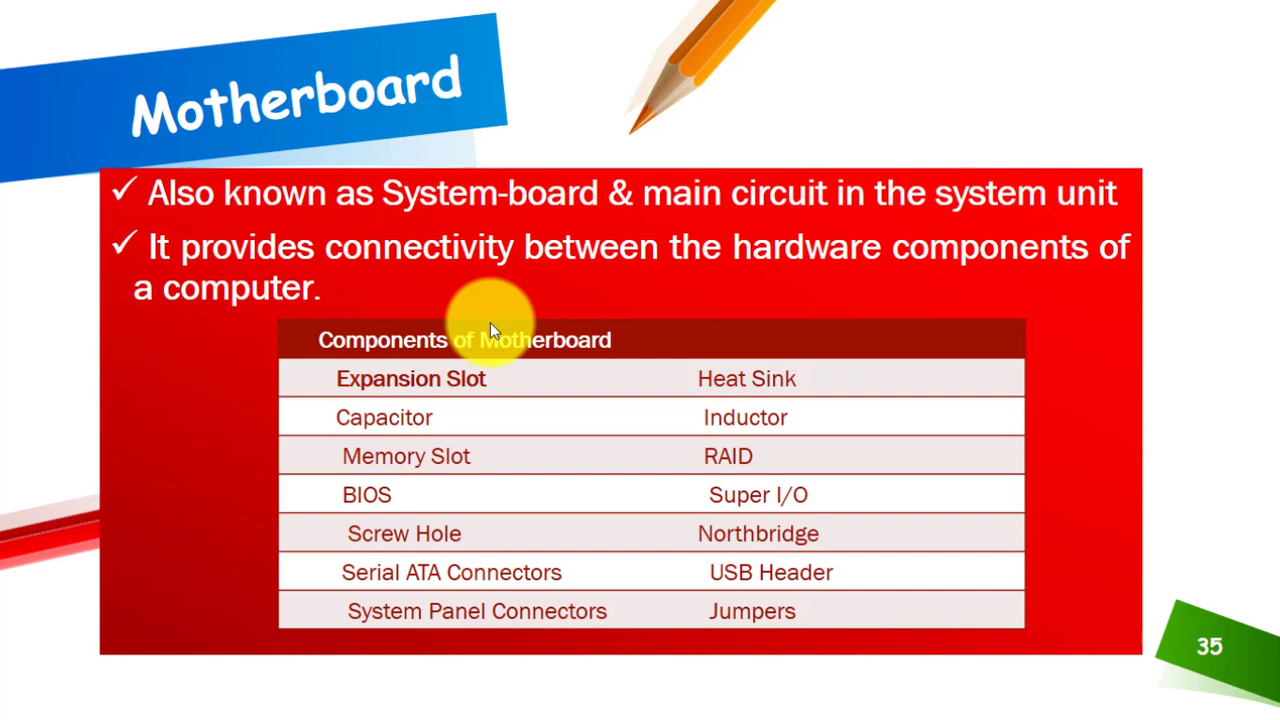 Motherboard
✓ Also known as System-board & main circuit in the system unit
✓ It provides connectivity between the hardware components of
a computer.
Components of Motherboard
Expansion Slot Heat Sink
Capacitor Inductor
Memory Slot RAID
BIOS Super I/O
Screw Hole Northbridge
Serial ATA Connectors USB Header
System Panel Connectors Jumpers
35